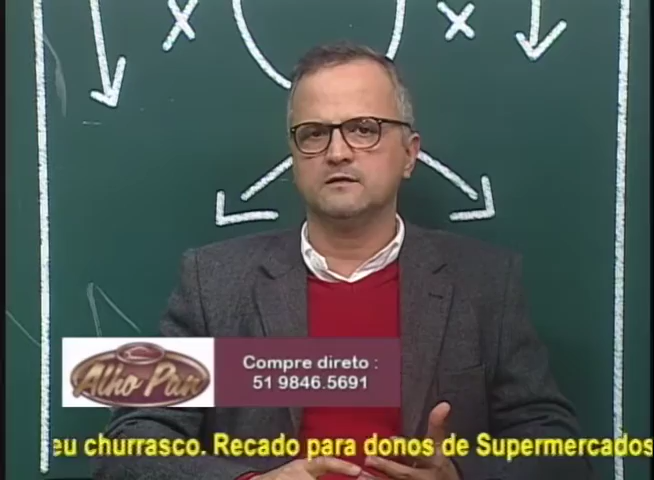 Alho Pan
Compre direto :
51 9846.5691
eu churrasco. Recado para donos de Supermercados